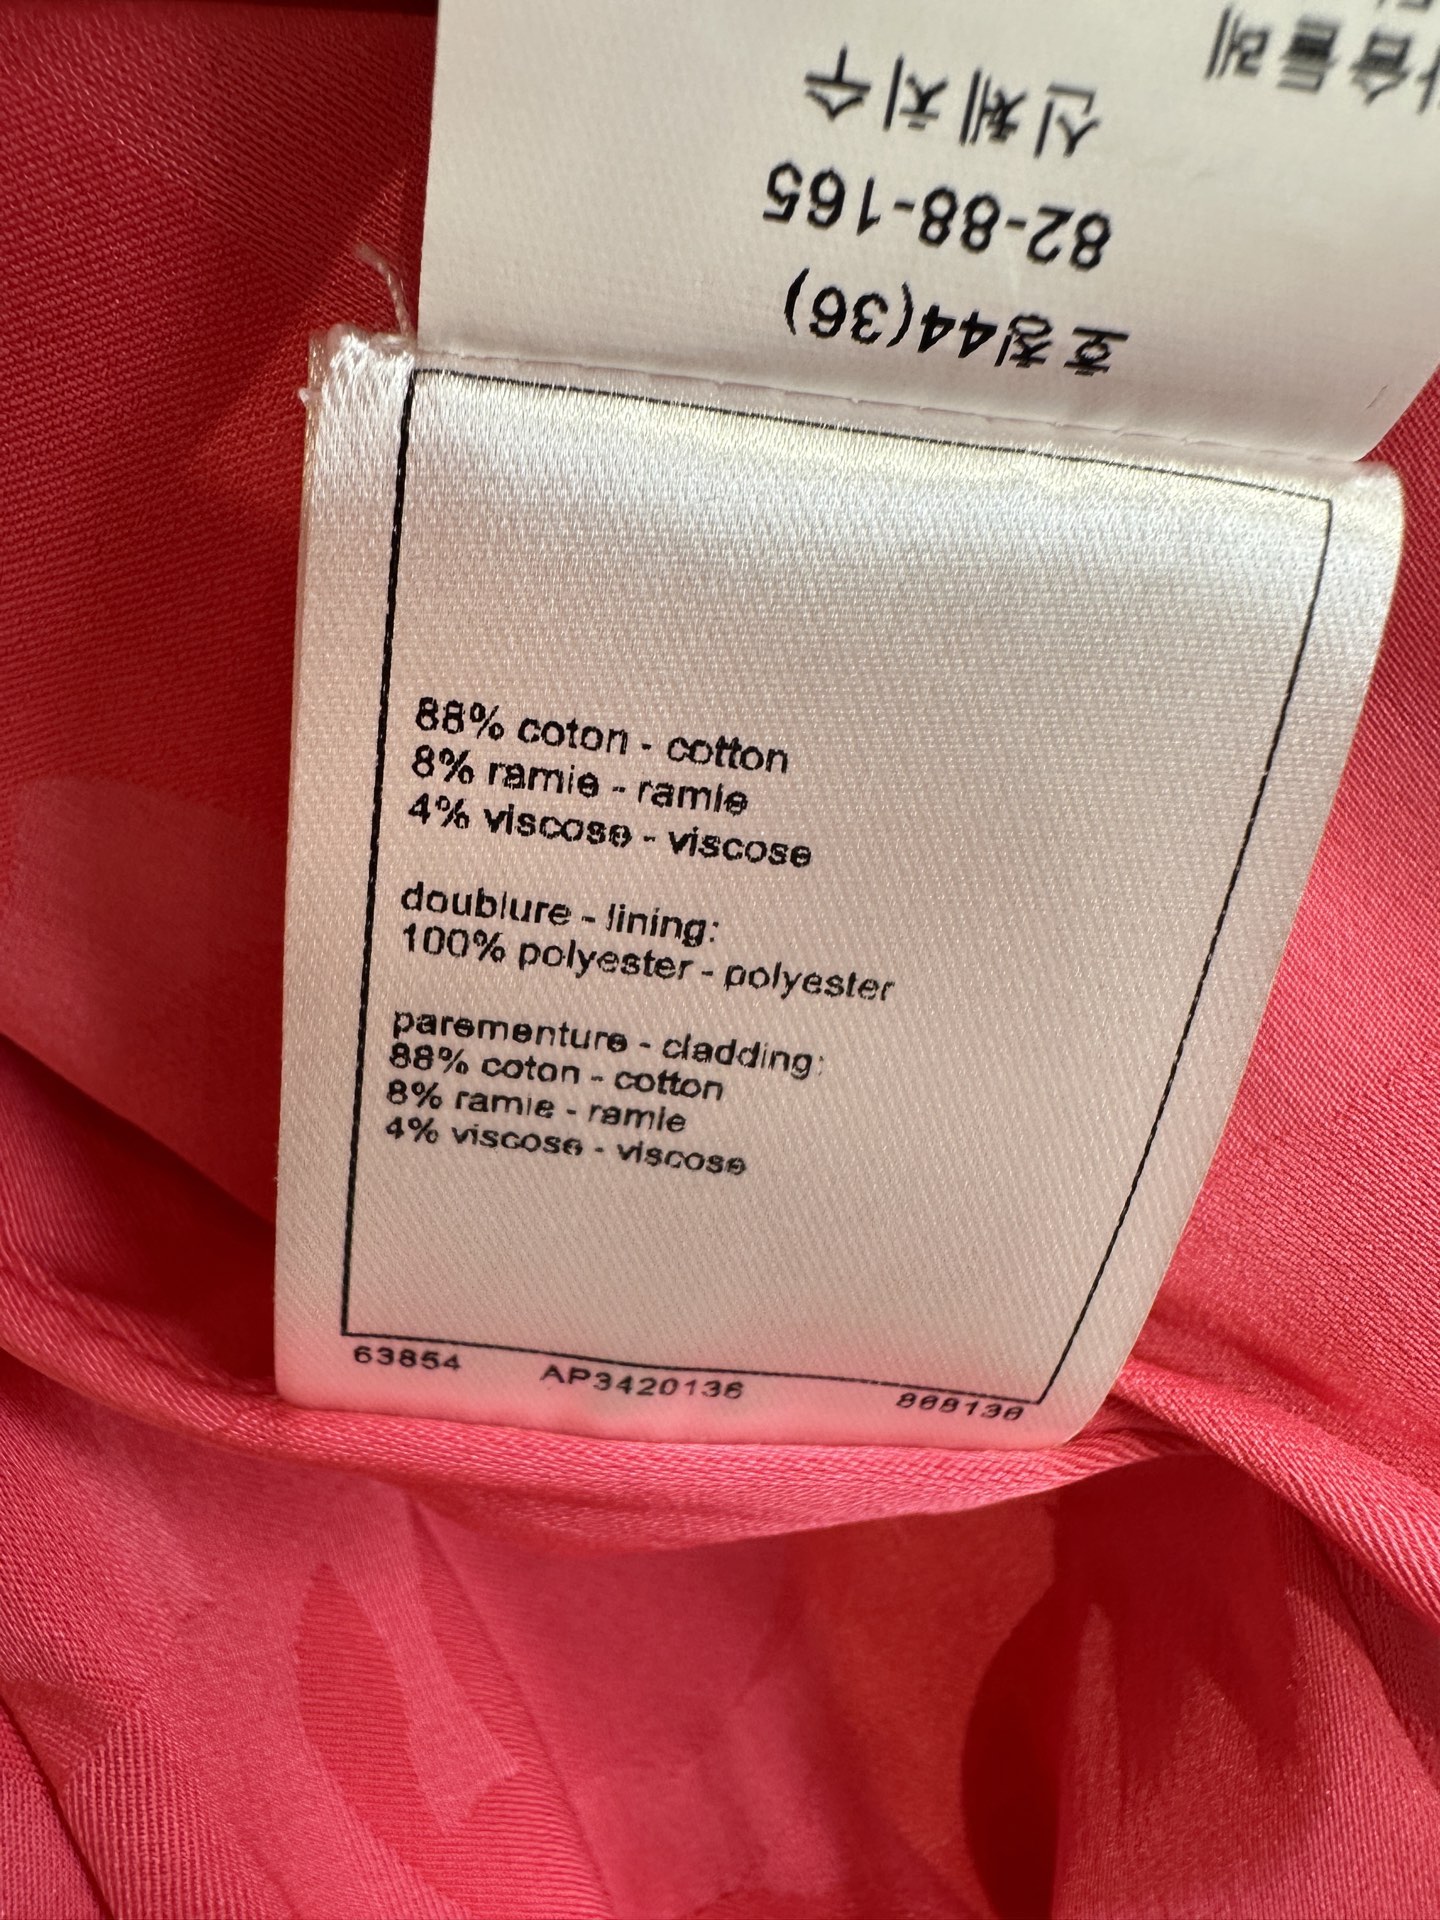 호칭44(36)
82-88-165
신체치수
88% coton - cotton
8% ramie - ramie
4% viscose - viscose
doublure - lining:
100% polyester - polyester
parementure - cladding:
88% coton - cotton
8% ramie - ramie
4% viscose - viscose
63854 AP3420136 868136